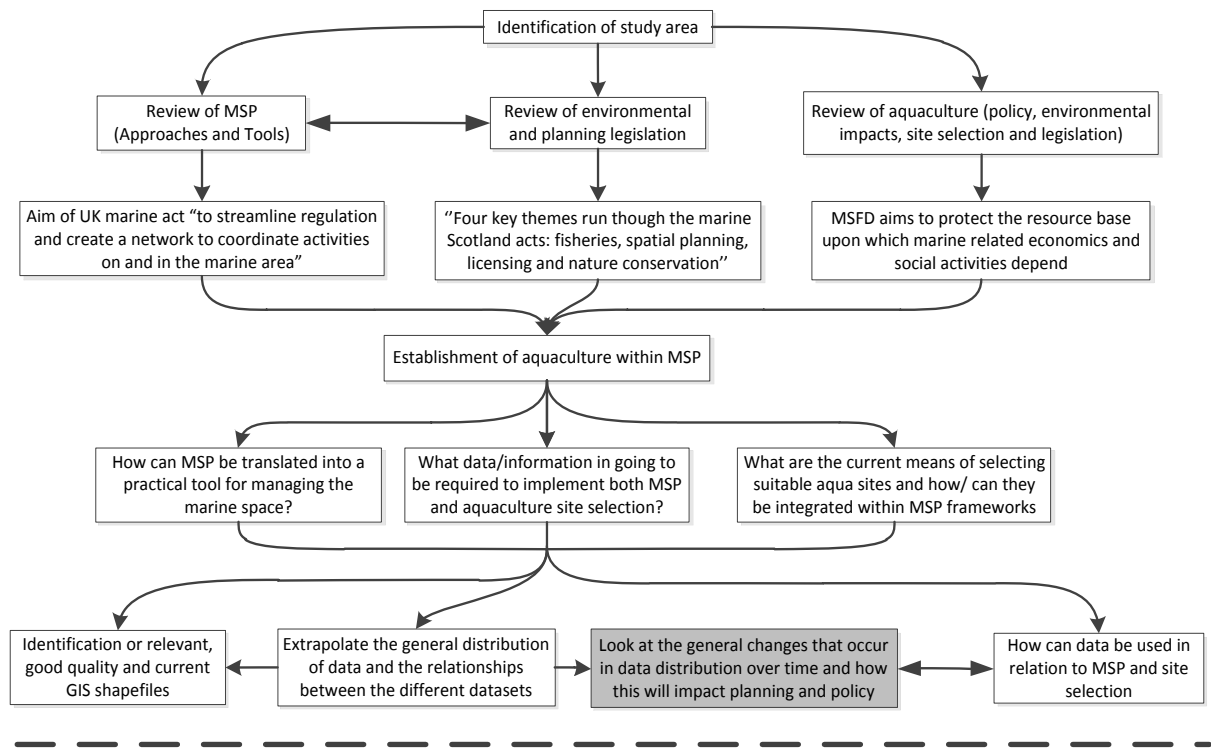 Identification of study area
Review of MSP
(Approaches and Tools)
Review of environmental
and planning legislation
Review of aquaculture (policy, environmental
impacts, site selection and legislation)
Aim of UK marine act “to streamline regulation
and create a network to coordinate activities
on and in the marine area”
‘’Four key themes run though the marine
Scotland acts: fisheries, spatial planning,
licensing and nature conservation’’
MSFD aims to protect the resource base
upon which marine related economics and
social activities depend
Establishment of aquaculture within MSP
How can MSP be translated into a
practical tool for managing the
marine space?
What data/information in going to
be required to implement both MSP
and aquaculture site selection?
What are the current means of selecting
suitable aqua sites and how/ can they
be integrated within MSP frameworks
Identification or relevant,
good quality and current
GIS shapefiles
Extrapolate the general distribution
of data and the relationships
between the different datasets
Look at the general changes that occur
in data distribution over time and how
this will impact planning and policy
How can data be used in
relation to MSP and site
selection